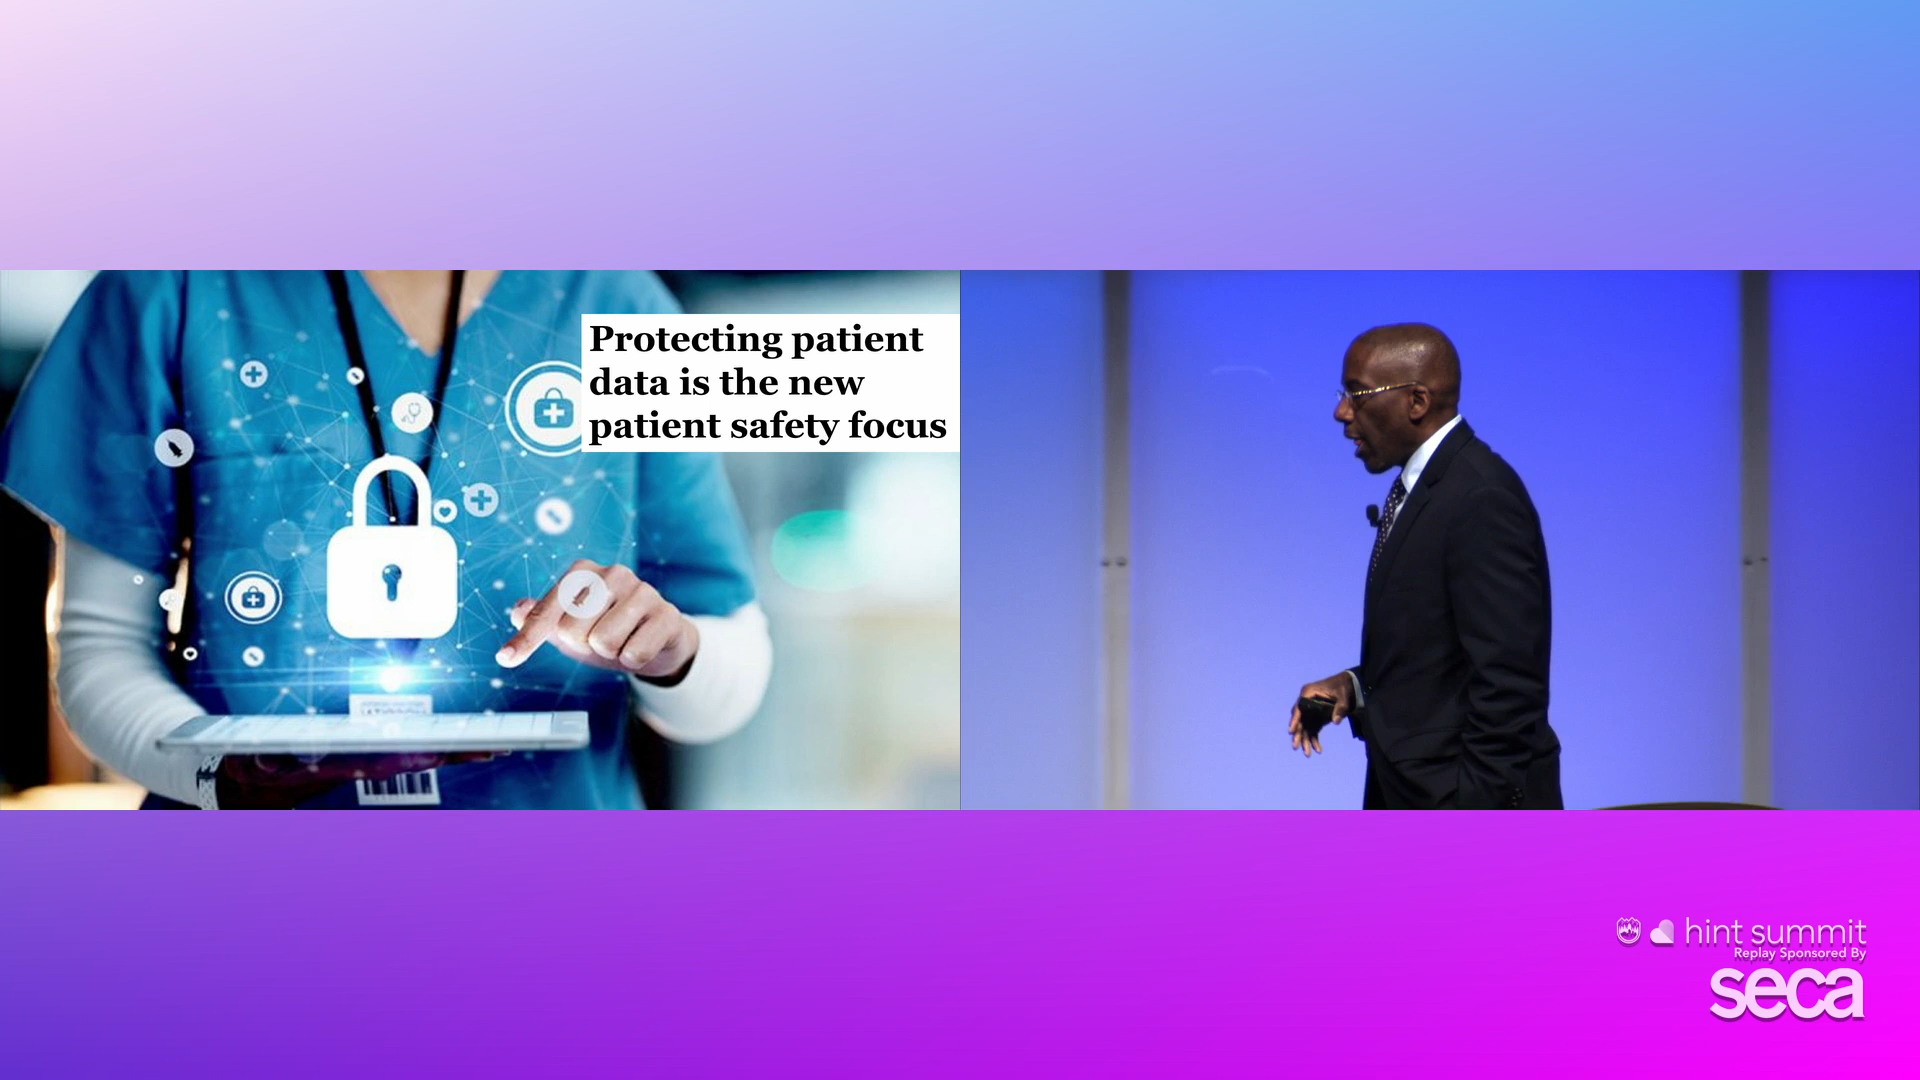 Protecting patient
data is the new
patient safety focus
hint summit
Replay Sponsored By
seca